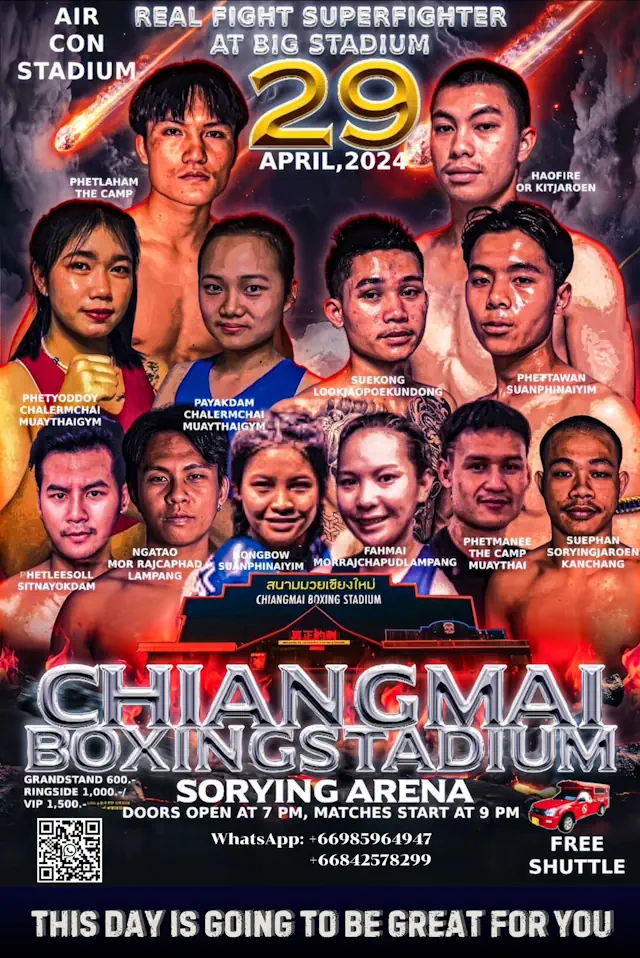 AIR
CON
STADIUM
REAL FIGHT SUPERFIGHTER
AT BIG STADIUM
29
APRIL,2024
PHETLAHAM
THE CAMP
HAOFIRE
OR KITJAROEN
PHETYODDOY
CHALERMCHAI
MUAYTHAIGYM
PAYAKDAM
CHALERMCHAI
MUAYTHAIGYM
SUEKONG
LOOKJAOPOEKUNDONG
PHETTAWAN
SUANPHINAIYIM
PHETLEESOLL
SITNAYOKDAM
NGATAO
MOR RAJCAPHAD
LAMPANG
SUANPHINAIYIM
FAHMAI
MORRAJCHAPUDLAMPANG
PHETMANEE
THE CAMP
MUAYTHAI
SUEPHAN
SORYINGJAROEN
KANCHANG
สนามมวยเชียงใหม่
CHIANGMAI BOXING STADIUM
CHIANGMAI
BOXINGSTADIUM
GRANDSTAND 600.-
RINGSIDE 1,000.-/
VIP 1,500.-
SORYING ARENA
DOORS OPEN AT 7 PM, MATCHES START AT 9 PM
WhatsApp: +66985964947
+66842578299
FREE
SHUTTLE
THIS DAY IS GOING TO BE GREAT FOR YOU